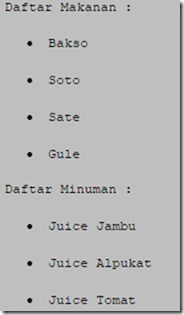 Daftar Makanan :
• Bakso
• Soto
• Sate
• Gule
Daftar Minuman :
• Juice Jambu
• Juice Alpukat
• Juice Tomat